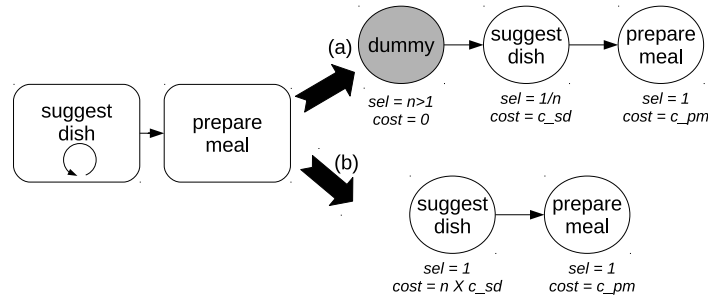 suggest
dish
prepare
meal
(a)
dummy
suggest
dish
prepare
meal
sel = n>1
cost = 0
sel = 1/n
cost = c_sd
sel = 1
cost = c_pm
(b)
suggest
dish
prepare
meal
sel = 1
cost = n X c_sd
sel = 1
cost = c_pm